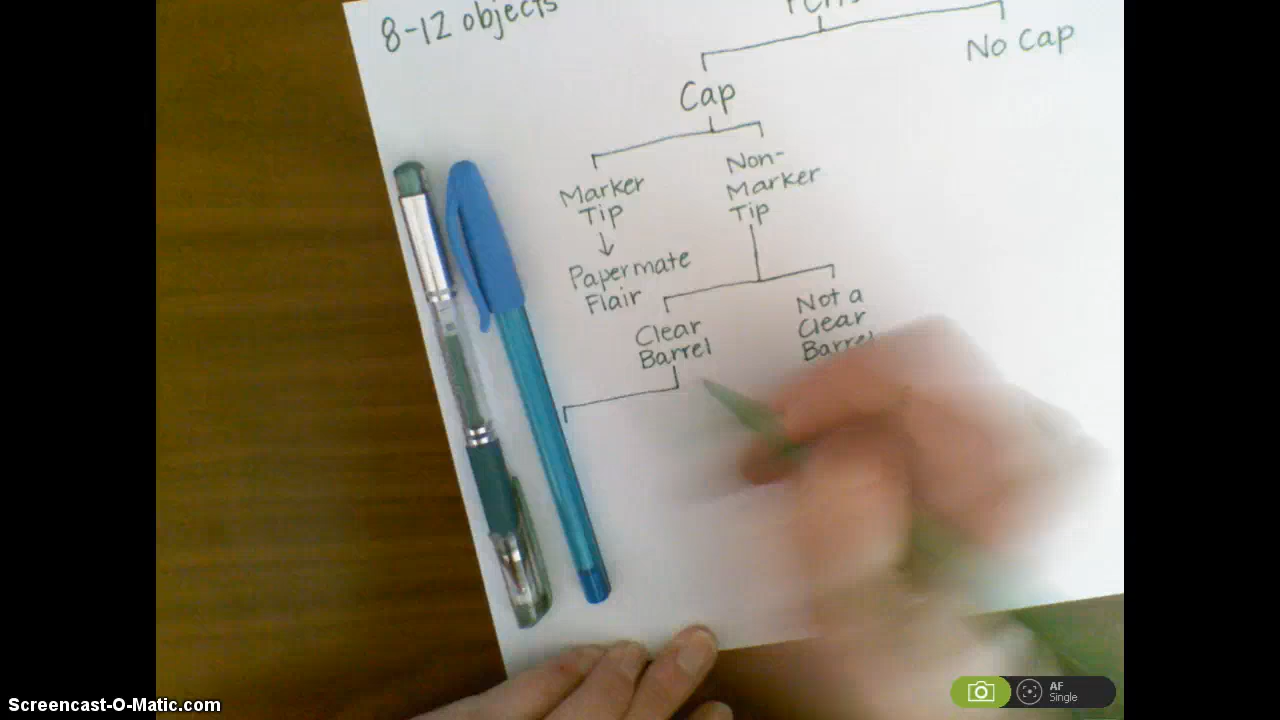 8-12 objects
No Cap
Cap
Marker
Tip
Papermate
Flair
Non-
Marker
Tip
Clear
Barrel
Not a
Clear
Barrel
AF
Single
Screencast-O-Matic.com